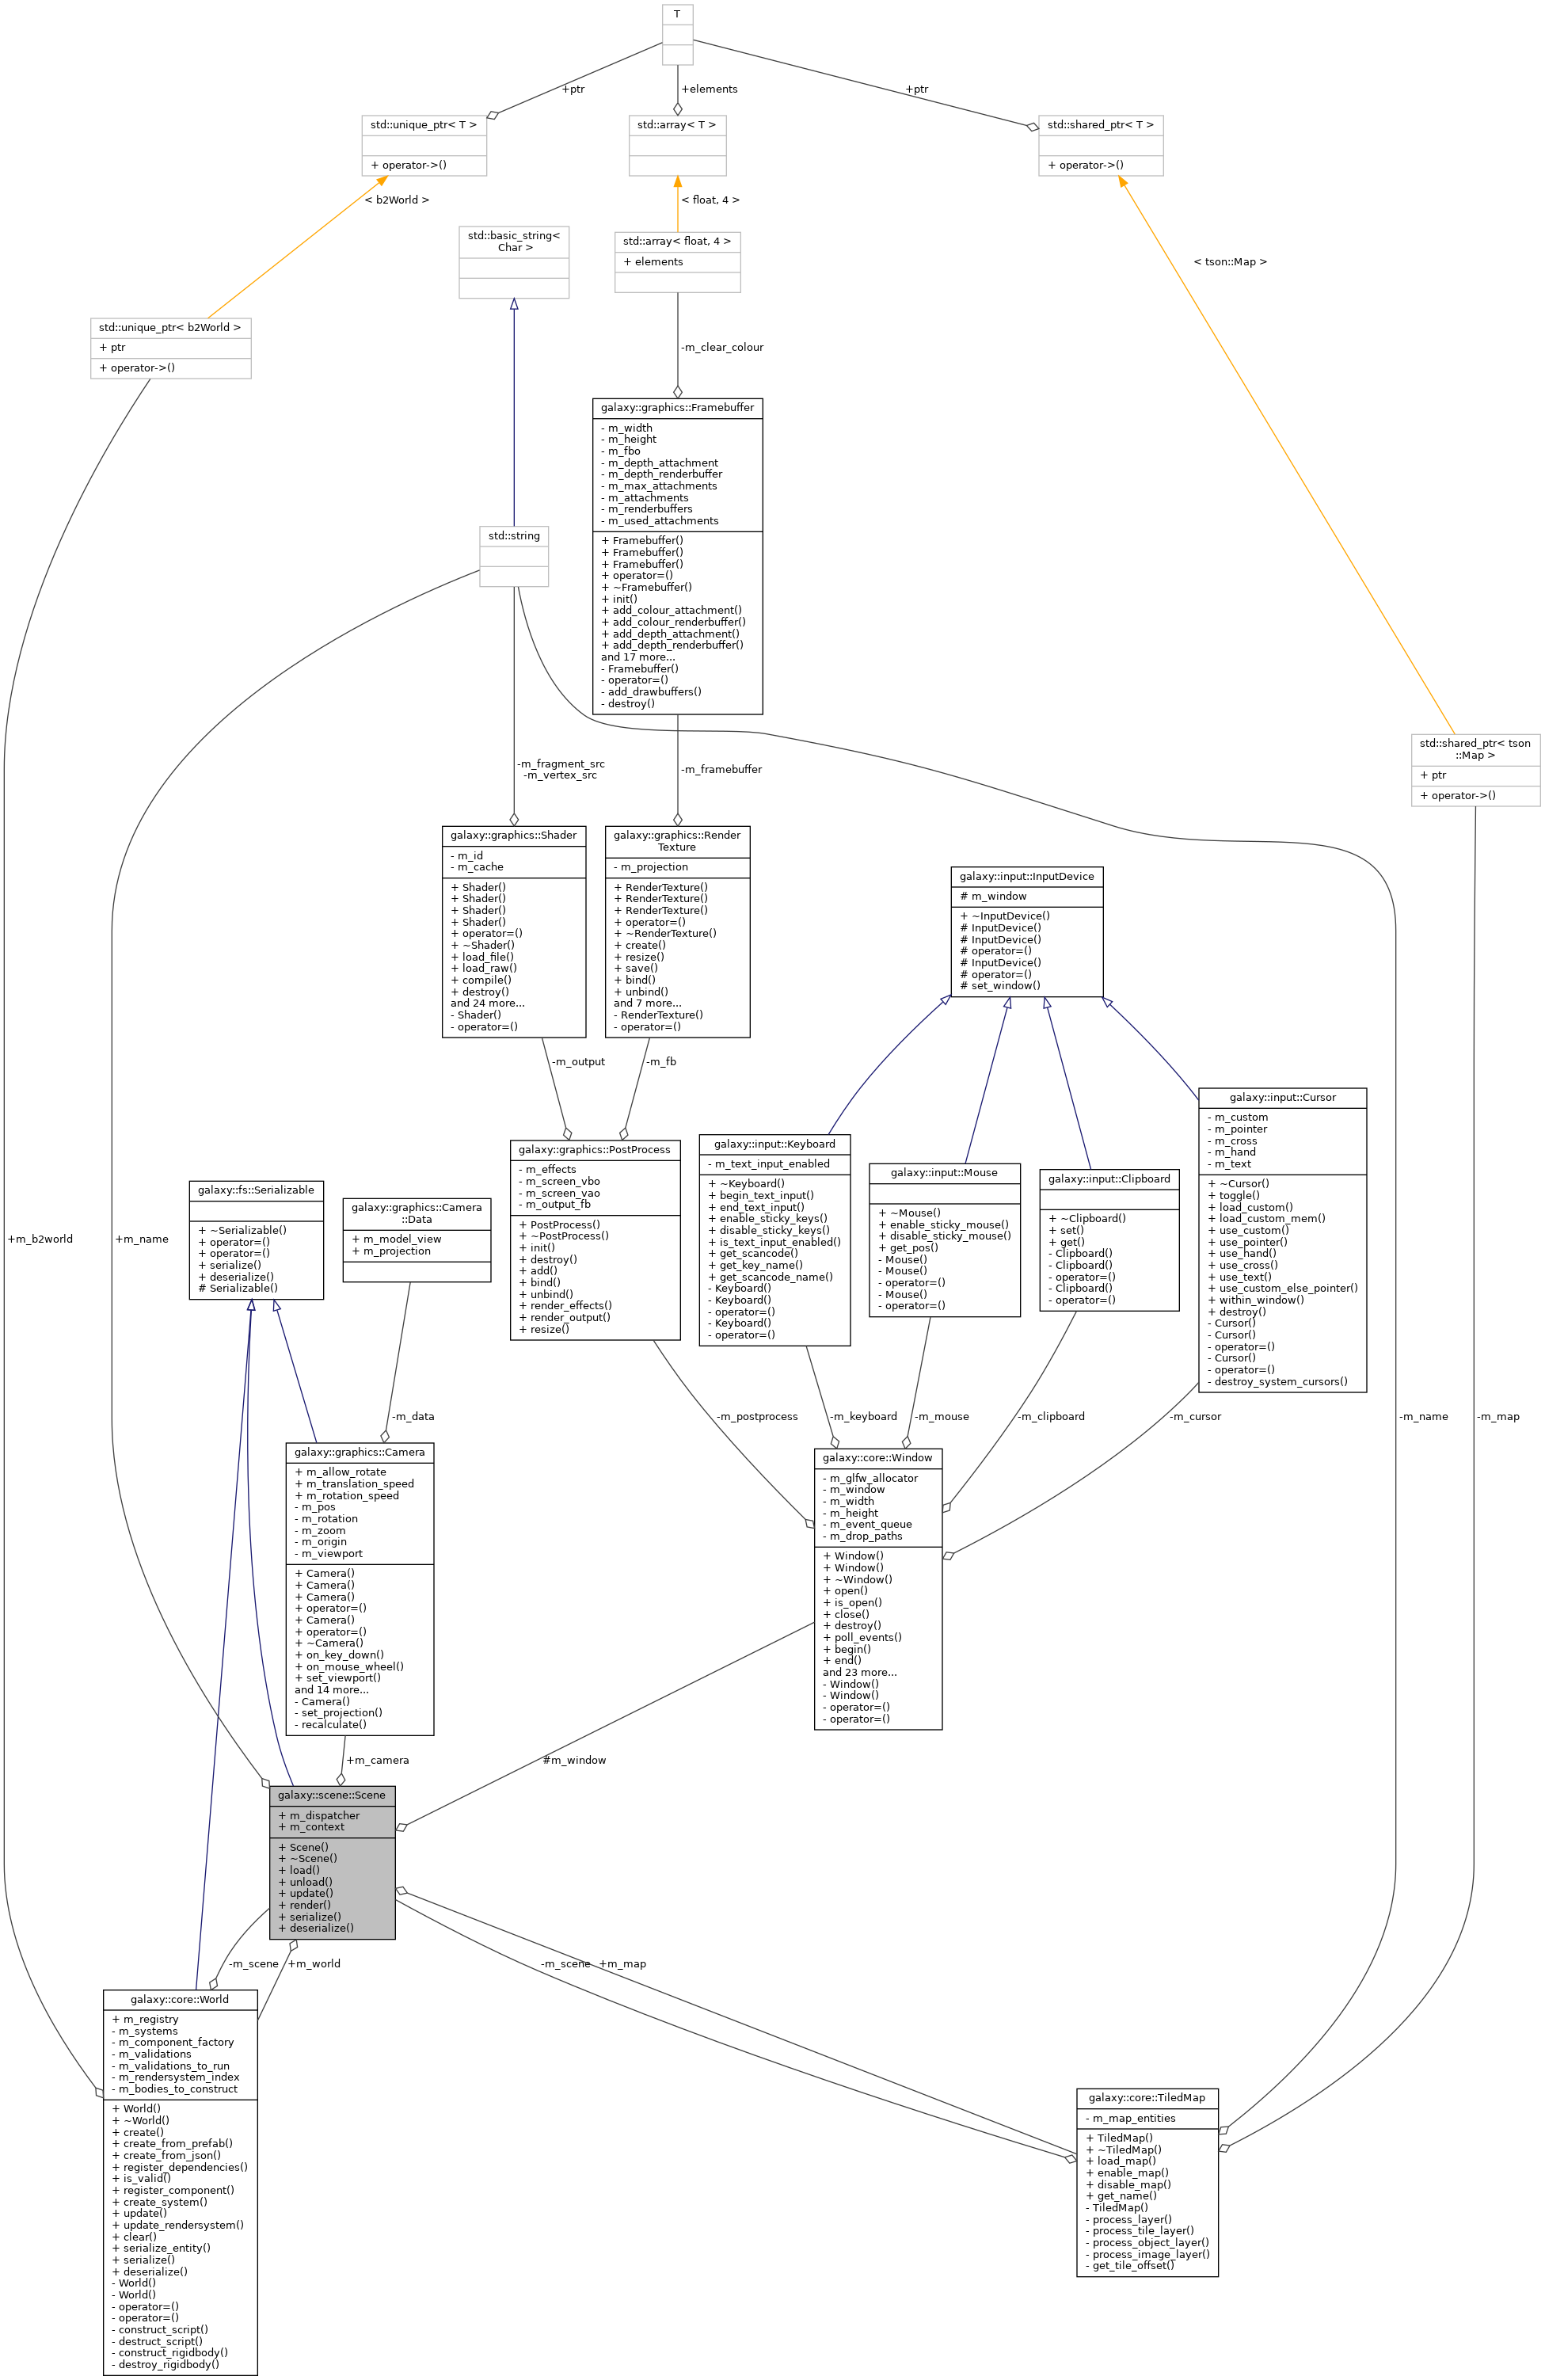 T
+ptr
+elements
+ptr
std::unique_ptr< T >
+ operator->()
std::array< T >
std::shared_ptr< T >
+ operator->()
< b2World >
< float, 4 >
std::basic_string<
Char >
std::array< float, 4 >
+ elements
< tson::Map >
std::unique_ptr< b2World >
+ ptr
+ operator->()
-m_clear_colour
galaxy::graphics::Framebuffer
- m_width
- m_height
- m_fbo
- m_depth_attachment
- m_depth_renderbuffer
- m_max_attachments
- m_attachments
- m_renderbuffers
- m_used_attachments
+ Framebuffer()
+ Framebuffer()
+ Framebuffer()
+ operator=()
+ ~Framebuffer()
+ init()
+ add_colour_attachment()
+ add_colour_renderbuffer()
+ add_depth_attachment()
+ add_depth_renderbuffer()
and 17 more...
- Framebuffer()
- operator=()
- add_drawbuffers()
- destroy()
std::string
std::shared_ptr< tson
::Map >
+ ptr
+ operator->()
-m_fragment_src
-m_vertex_src
-m_framebuffer
galaxy::graphics::Shader
- m_id
- m_cache
+ Shader()
+ Shader()
+ Shader()
+ Shader()
+ operator=()
+ ~Shader()
+ load_file()
+ load_raw()
+ compile()
+ destroy()
and 24 more...
- Shader()
- operator=()
galaxy::graphics::Render
Texture
- m_projection
+ RenderTexture()
+ RenderTexture()
+ RenderTexture()
+ operator=()
+ ~RenderTexture()
+ create()
+ resize()
+ save()
+ bind()
+ unbind()
and 7 more...
- RenderTexture()
- operator=()
galaxy::input::InputDevice
# m_window
+ ~InputDevice()
# InputDevice()
# InputDevice()
# operator=()
# InputDevice()
# operator=()
# set_window()
-m_output
-m_fb
galaxy::input::Cursor
- m_custom
- m_pointer
- m_cross
- m_hand
- m_text
+ ~Cursor()
+ toggle()
+ load_custom()
+ load_custom_mem()
+ use_custom()
+ use_pointer()
+ use_hand()
+ use_cross()
+ use_text()
+ use_custom_else_pointer()
+ within_window()
+ destroy()
- Cursor()
- Cursor()
- operator=()
- Cursor()
- operator=()
- destroy_system_cursors()
galaxy::graphics::PostProcess
- m_effects
- m_screen_vbo
- m_screen_vao
- m_output_fb
+ PostProcess()
+ ~PostProcess()
+ init()
+ destroy()
+ add()
+ bind()
+ unbind()
+ render_effects()
+ render_output()
+ resize()
galaxy::input::Keyboard
- m_text_input_enabled
+ ~Keyboard()
+ begin_text_input()
+ end_text_input()
+ enable_sticky_keys()
+ disable_sticky_keys()
+ is_text_input_enabled()
+ get_scancode()
+ get_key_name()
+ get_scancode_name()
- Keyboard()
- Keyboard()
- operator=()
- Keyboard()
- operator=()
galaxy::input::Mouse
+ ~Mouse()
+ enable_sticky_mouse()
+ disable_sticky_mouse()
+ get_pos()
- Mouse()
- Mouse()
- operator=()
- Mouse()
- operator=()
galaxy::input::Clipboard
+ ~Clipboard()
+ set()
+ get()
- Clipboard()
- Clipboard()
- operator=()
- Clipboard()
- operator=()
galaxy::fs::Serializable
+ ~Serializable()
+ operator=()
+ operator=()
+ serialize()
+ deserialize()
# Serializable()
galaxy::graphics::Camera
::Data
+ m_model_view
+ m_projection
+m_b2world
+m_name
-m_data
-m_postprocess
-m_keyboard
-m_mouse
-m_clipboard
-m_cursor
-m_name
-m_map
galaxy::graphics::Camera
+ m_allow_rotate
+ m_translation_speed
+ m_rotation_speed
- m_pos
- m_rotation
- m_zoom
- m_origin
- m_viewport
+ Camera()
+ Camera()
+ Camera()
+ operator=()
+ Camera()
+ operator=()
+ ~Camera()
+ on_key_down()
+ on_mouse_wheel()
+ set_viewport()
and 14 more...
- Camera()
- set_projection()
- recalculate()
galaxy::core::Window
- m_glfw_allocator
- m_window
- m_width
- m_height
- m_event_queue
- m_drop_paths
+ Window()
+ Window()
+ ~Window()
+ open()
+ is_open()
+ close()
+ destroy()
+ poll_events()
+ begin()
+ end()
and 23 more...
- Window()
- Window()
- operator=()
- operator=()
+m_camera
#m_window
galaxy::scene::Scene
+ m_dispatcher
+ m_context
+ Scene()
+ ~Scene()
+ load()
+ unload()
+ update()
+ render()
+ serialize()
+ deserialize()
-m_scene
+m_world
-m_scene
+m_map
galaxy::core::World
+ m_registry
- m_systems
- m_component_factory
- m_validations
- m_validations_to_run
- m_rendersystem_index
- m_bodies_to_construct
+ World()
+ ~World()
+ create()
+ create_from_prefab()
+ create_from_json()
+ register_dependencies()
+ is_valid()
+ register_component()
+ create_system()
+ update()
+ update_rendersystem()
+ clear()
+ serialize_entity()
+ serialize()
+ deserialize()
- World()
- World()
- operator=()
- operator=()
- construct_script()
- destruct_script()
- construct_rigidbody()
- destroy_rigidbody()
galaxy::core::TiledMap
- m_map_entities
+ TiledMap()
+ ~TiledMap()
+ load_map()
+ enable_map()
+ disable_map()
+ get_name()
- TiledMap()
- process_layer()
- process_tile_layer()
- process_object_layer()
- process_image_layer()
- get_tile_offset()